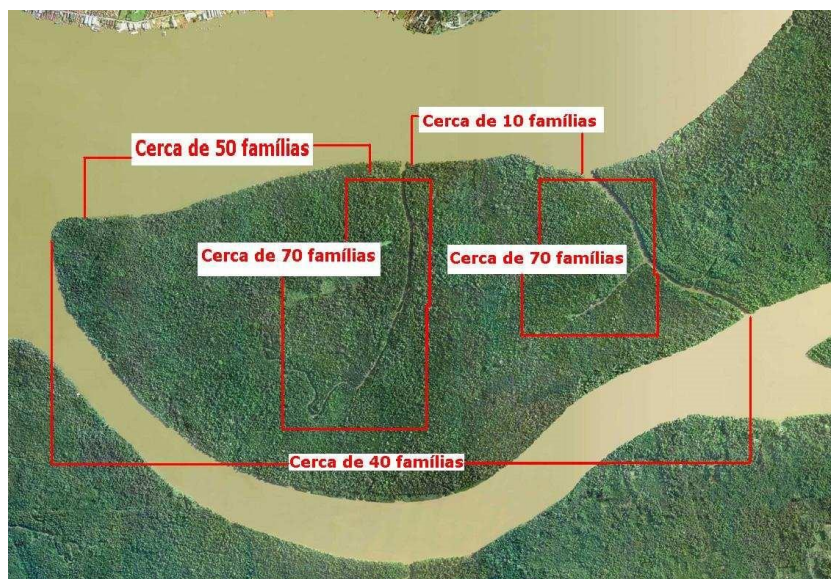 Cerca de 10 famílias
Cerca de 50 famílias
Cerca de 70 famílias
Cerca de 70 famílias
Cerca de 40 famílias